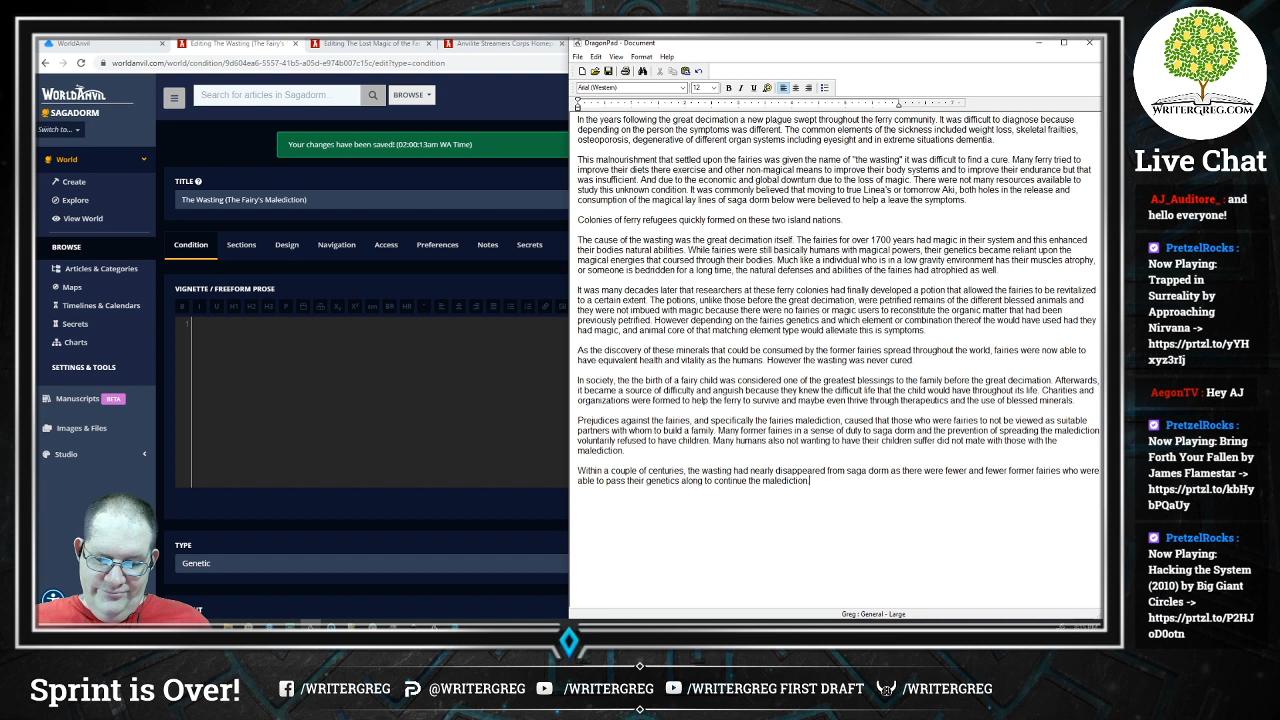 WorldAnvil
Editing The Wasting (The Fairy's
Editing The Lost Magic of the Fa
Anvilite Streamers Corps Home
worldanvil.com/world/condition/9d604ea6-5557-41b5-a05d-e974b007c15c/edit?type=condition
WORLDANVIL
SAGADORM
Switch to...
World
Create
Explore
View World
BROWSE
Articles & Categories
Maps
Timelines & Calendars
Secrets
Charts
SETTINGS & TOOLS
Manuscripts BETA
Images & Files
Studio
Search for articles in Sagadorm...
BROWSE
Your changes have been saved! (02:00:13am WA Time)
TITLE
The Wasting (The Fairy's Malediction)
Condition Sections Design Navigation Access Preferences Notes Secrets
VIGNETTE / FREEFORM PROSE
1
TYPE
Genetic
DragonPad - Document
File Edit View Format Help
Arial (Western) 12 B I U
In the years following the great decimation a new plague swept throughout the ferry community. It was difficult to diagnose because
depending on the person the symptoms was different. The common elements of the sickness included weight loss, skeletal frailties,
osteoporosis, degenerative of different organ systems including eyesight and in extreme situations dementia.
This malnourishment that settled upon the fairies was given the name of "the wasting" it was difficult to find a cure. Many ferry tried to
improve their diets there exercise and other non-magical means to improve their body systems and to improve their endurance but that
was insufficient. And due to the economic and global downturn due to the loss of magic. There were not many resources available to
study this unknown condition. It was commonly believed that moving to true Linea's or tomorrow Aki, both holes in the release and
consumption of the magical lay lines of saga dorm below were believed to help a leave the symptoms.
Colonies of ferry refugees quickly formed on these two island nations.
The cause of the wasting was the great decimation itself. The fairies for over 1700 years had magic in their system and this enhanced
their bodies natural abilities. While fairies were still basically humans with magical powers, their genetics became reliant upon the
magical energies that coursed through their bodies. Much like a individual who is in a low gravity environment has their muscles atrophy,
or someone is bedridden for a long time, the natural defenses and abilities of the fairies had atrophied as well.
It was many decades later that researchers at these ferry colonies had finally developed a potion that allowed the fairies to be revitalized
to a certain extent. The potions, unlike those before the great decimation, were petrified remains of the different blessed animals and
they were not imbued with magic because there were no fairies or magic users to reconstitute the organic matter that had been
previously petrified. However depending on the fairies genetics and which element or combination thereof the would have used had they
had magic, and animal core of that matching element type would alleviate this is symptoms.
As the discovery of these minerals that could be consumed by the former fairies spread throughout the world, fairies were now able to
have equivalent health and vitality as the humans. However the wasting was never cured.
In society, the the birth of a fairy child was considered one of the greatest blessings to the family before the great decimation. Afterwards,
it became a source of difficulty and anguish because they knew the difficult life that the child would have throughout its life. Charities and
organizations were formed to help the ferry to survive and maybe even thrive through therapeutics and the use of blessed minerals.
Prejudices against the fairies, and specifically the fairies malediction, caused that those who were fairies to not be viewed as suitable
partners with whom to build a family. Many former fairies in a sense of duty to saga dorm and the prevention of spreading the malediction
voluntarily refused to have children. Many humans also not wanting to have their children suffer did not mate with those with the
malediction.
Within a couple of centuries, the wasting had nearly disappeared from saga dorm as there were fewer and fewer former fairies who were
able to pass their genetics along to continue the malediction.
Greg : General - Large
WRITERGREG.COM
Live Chat
AJ_Auditore_ : and
hello everyone!
PretzelRocks :
Now Playing:
Trapped in
Surreality by
Approaching
Nirvana ->
https://prtzl.to/yYH
xyz3rIj
AegonTV : Hey AJ
PretzelRocks :
Now Playing: Bring
Forth Your Fallen by
James Flamestar ->
https://prtzl.to/kbHy
bPQaUy
PretzelRocks :
Now Playing:
Hacking the System
(2010) by Big Giant
Circles ->
https://prtzl.to/P2HJ
oD0otn
Sprint is Over!
/WRITERGREG
@WRITERGREG
/WRITERGREG
/WRITERGREG FIRST DRAFT
/WRITERGREG